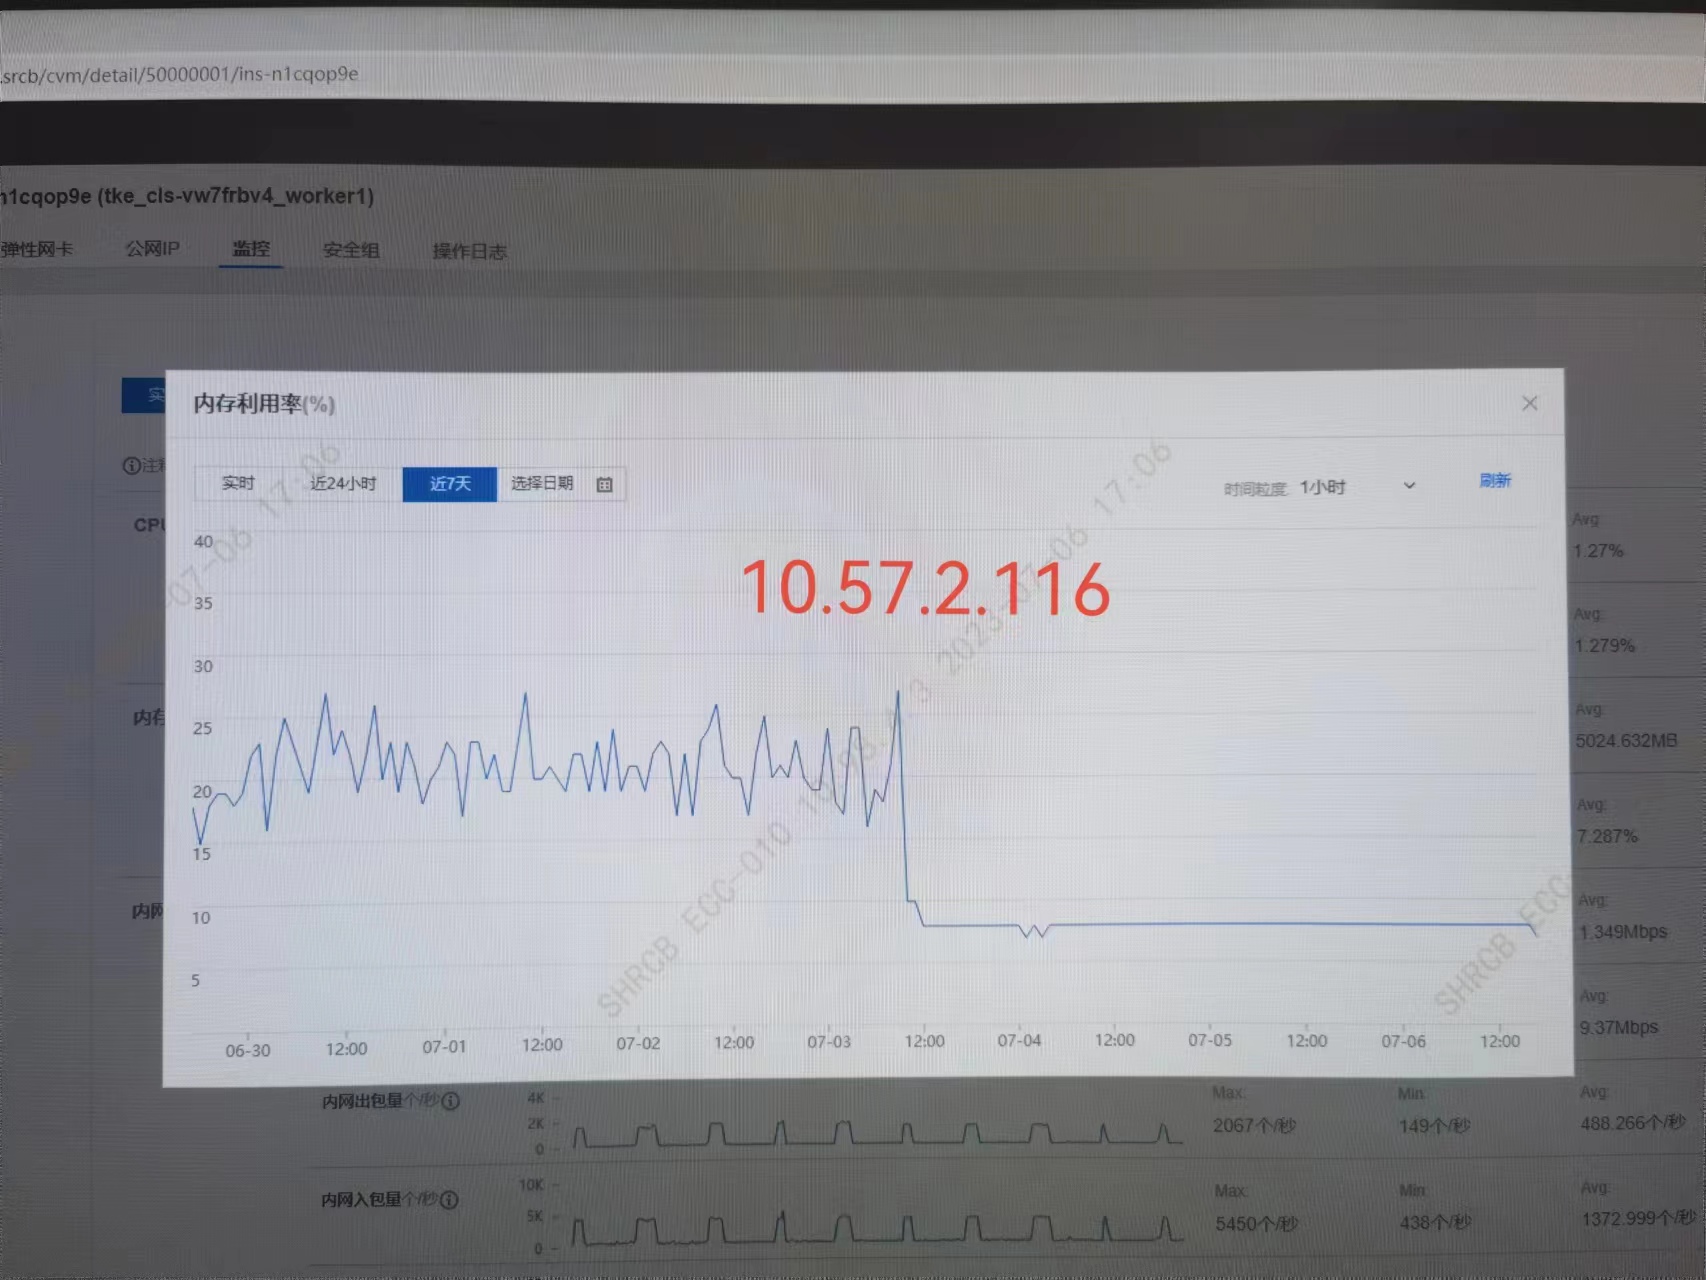 .srcb/cvm/detail/50000001/ins-n1cqop9e
n1cqop9e (tke_cls-vw7frbv4_worker1)
弹性网卡 公网IP 监控 安全组 操作日志
实
内存利用率(%)
注释
实时 近24小时 近7天 选择日期
时间粒度: 1小时 刷新
CPU
40
35
30
25
20
15
10
5
10.57.2.116
06-30 12:00 07-01 12:00 07-02 12:00 07-03 12:00 07-04 12:00 07-05 12:00 07-06 12:00
内存
内网
Avg:
1.27%
Avg:
1.279%
Avg:
5024.632MB
Avg:
7.287%
Avg:
1.349Mbps
Avg:
9.37Mbps
内网出包量个/秒
4K
2K
0
Max: Min: Avg:
2067个/秒 149个/秒 488.266个/秒
内网入包量个/秒
10K
5K
0
Max: Min: Avg:
5450个/秒 438个/秒 1372.999个/秒
-07-06 17:06
2023-07-06 17:06
SHRCB ECC-010
SHRCB ECC-